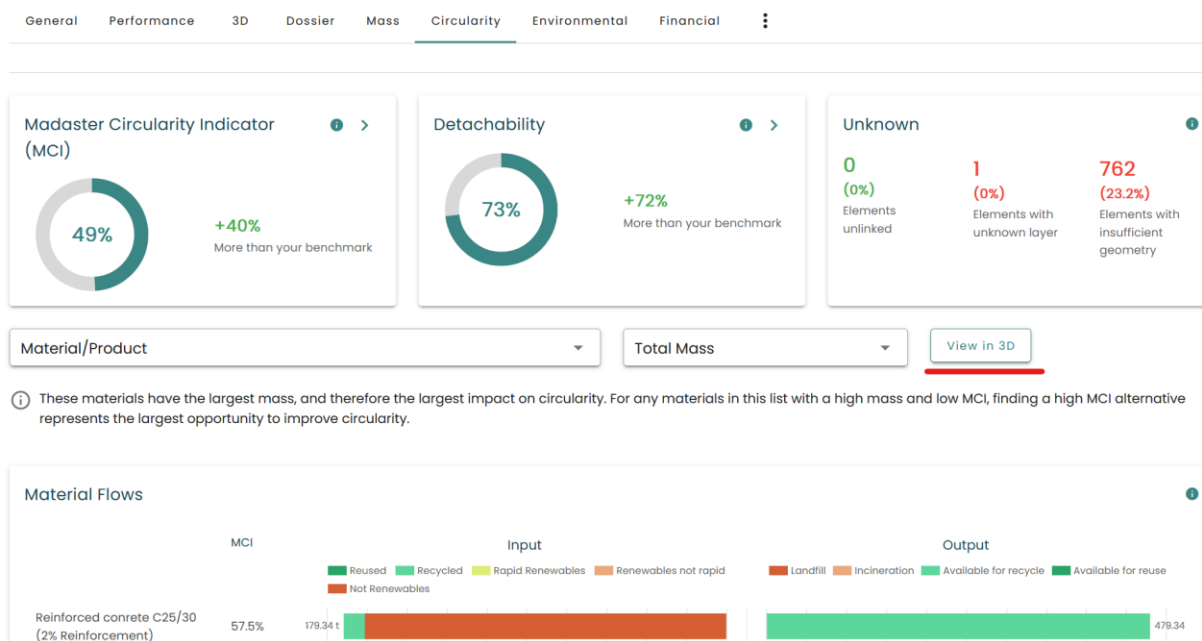 General Performance 3D Dossier Mass Circularity Environmental Financial
Madaster Circularity Indicator
(MCI)
49%
+40%
More than your benchmark
Detachability
73%
+72%
More than your benchmark
Unknown
0
(0%)
Elements
unlinked
1
(0%)
Elements with
unknown layer
762
(23.2%)
Elements with
insufficient
geometry
Material/Product
Total Mass
View in 3D
These materials have the largest mass, and therefore the largest impact on circularity. For any materials in this list with a high mass and low MCI, finding a high MCI alternative
represents the largest opportunity to improve circularity.
Material Flows
MCI
Input
Reused Recycled Rapid Renewables Renewables not rapid
Not Renewables
Output
Landfill Incineration Available for recycle Available for reuse
Reinforced conrete C25/30
(2% Reinforcement)
57.5%
179.34 t
479.34